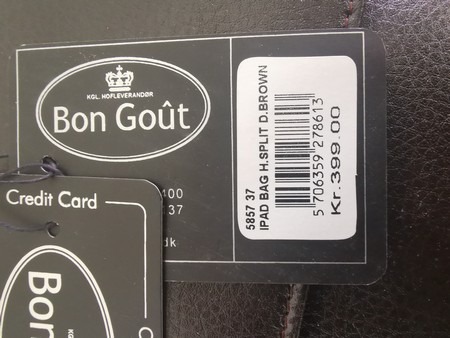 KGL. HOFLEVERANDØR
Bon Goût
400
37
dk
5857 37
IPAD BAG H.SPLIT D.BROWN
5 706359 278613
Kr.399.00
Credit Card
Bon